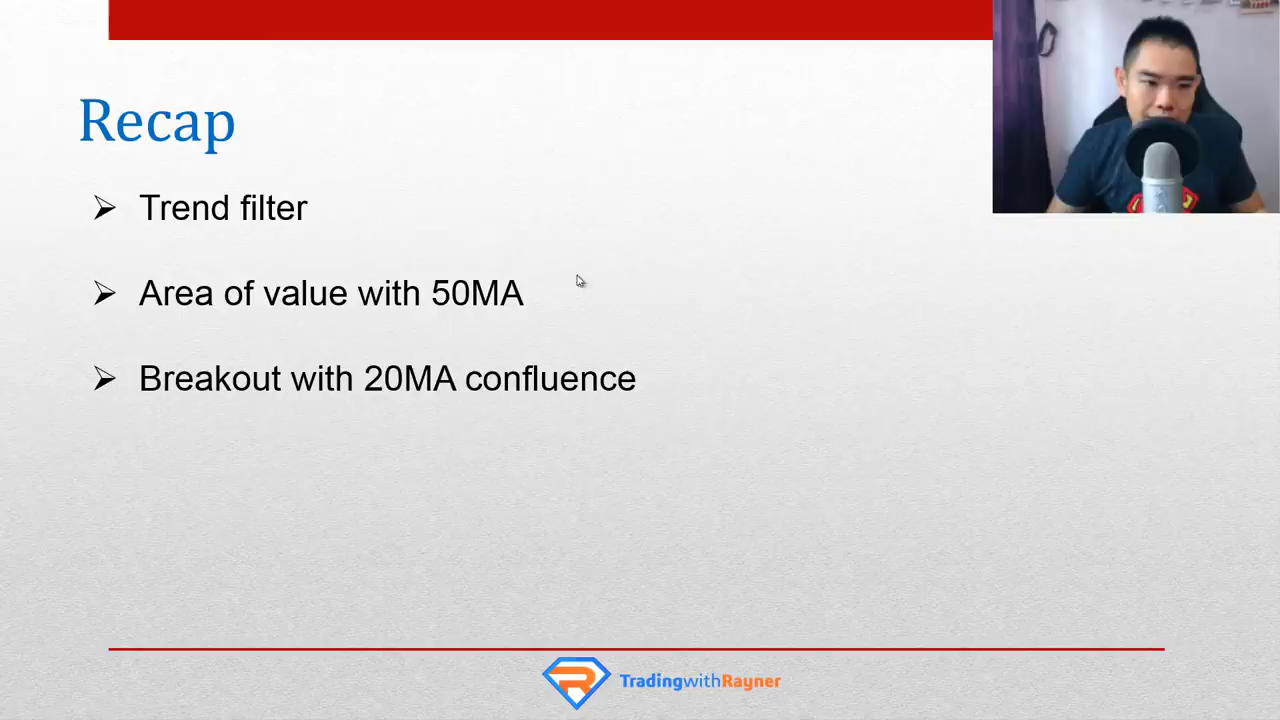 Recap
➢ Trend filter
➢ Area of value with 50MA
➢ Breakout with 20MA confluence
TradingwithRayner